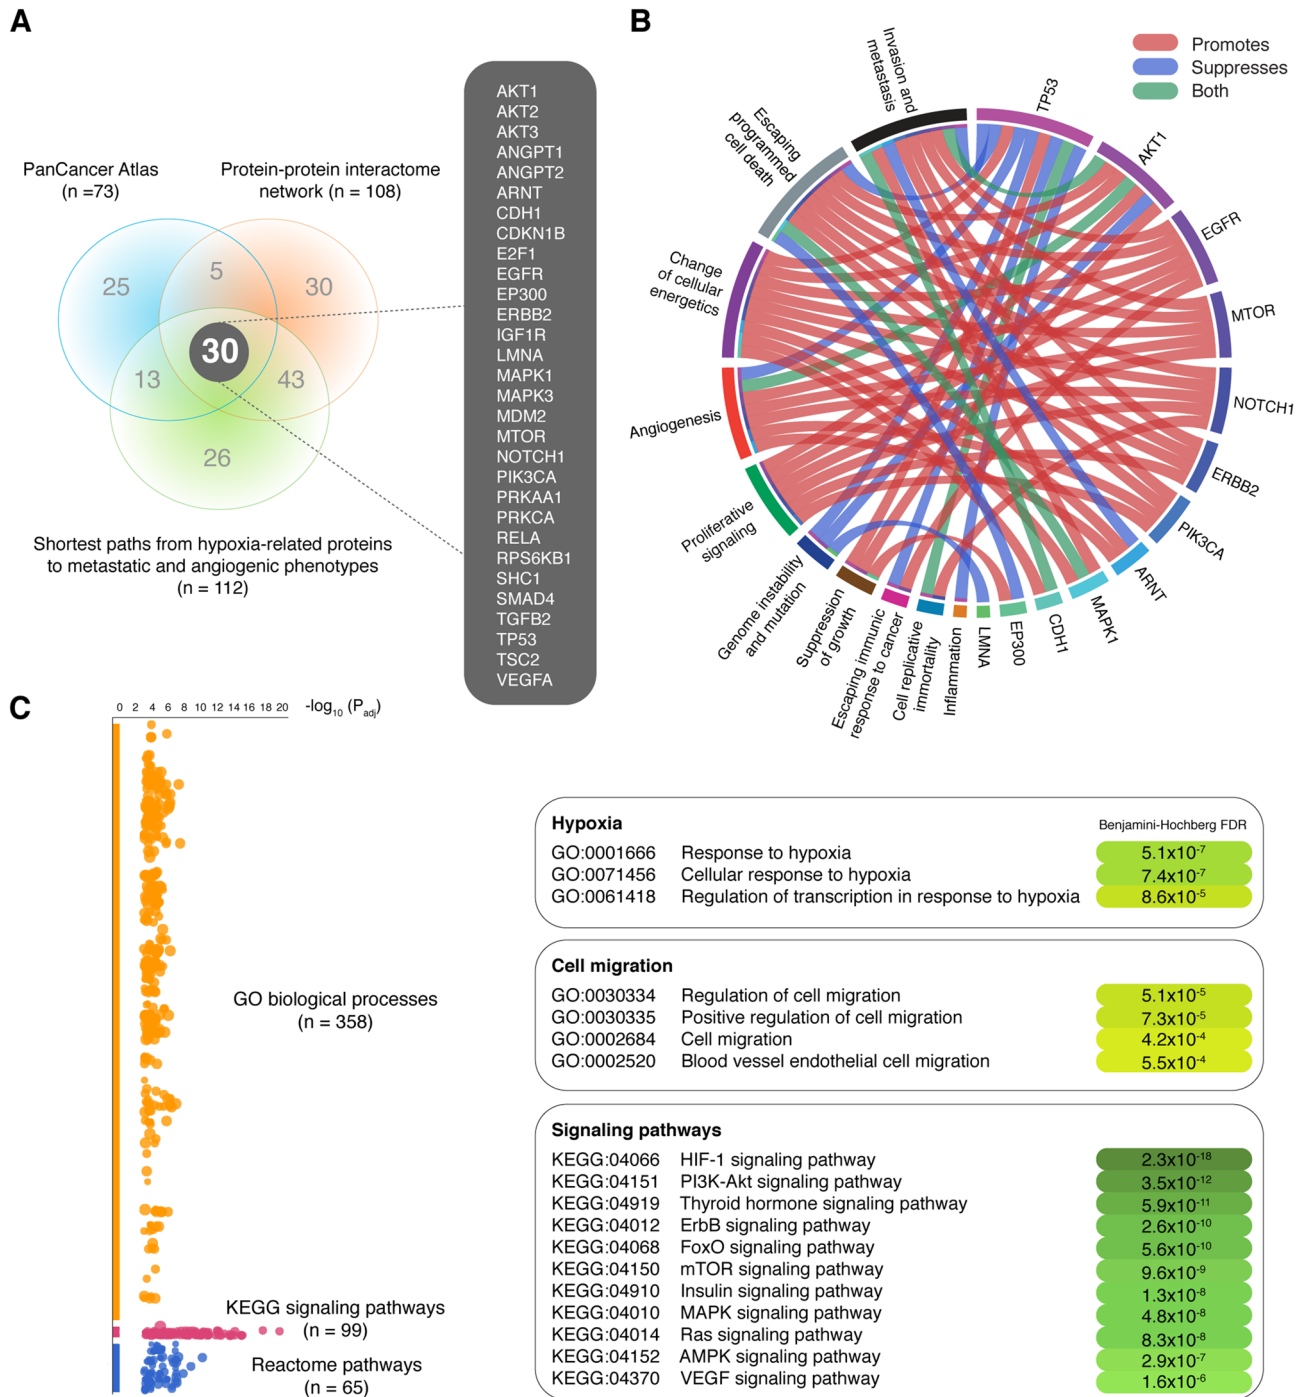 A
PanCancer Atlas
(n =73)
Protein-protein interactome
network (n = 108)
25
5
30
30
13
43
26
Shortest paths from hypoxia-related proteins
to metastatic and angiogenic phenotypes
(n = 112)
AKT1
AKT2
AKT3
ANGPT1
ANGPT2
ARNT
CDH1
CDKN1B
E2F1
EGFR
EP300
ERBB2
IGF1R
LMNA
MAPK1
MAPK3
MDM2
MTOR
NOTCH1
PIK3CA
PRKAA1
PRKCA
RELA
RPS6KB1
SHC1
SMAD4
TGFB2
TP53
TSC2
VEGFA
B
Promotes
Suppresses
Both
TP53
AKT1
EGFR
MTOR
NOTCH1
ERBB2
PIK3CA
ARNT
MAPK1
CDH1
EP300
LMNA
Inflammation
Cell replicative
immortality
Escaping immunic
response to cancer
Suppression
of growth
Genome instability
and mutation
Proliferative
signaling
Angiogenesis
Change
of cellular
energetics
Escaping
programmed
cell death
Invasion and
metastasis
C
0 2 4 6 8 10 12 14 16 18 20 -log10 (Padj)
GO biological processes
(n = 358)
KEGG signaling pathways
(n = 99)
Reactome pathways
(n = 65)
Hypoxia Benjamini-Hochberg FDR
GO:0001666 Response to hypoxia 5.1x10-7
GO:0071456 Cellular response to hypoxia 7.4x10-7
GO:0061418 Regulation of transcription in response to hypoxia 8.6x10-5
Cell migration
GO:0030334 Regulation of cell migration 5.1x10-5
GO:0030335 Positive regulation of cell migration 7.3x10-5
GO:0002684 Cell migration 4.2x10-4
GO:0002520 Blood vessel endothelial cell migration 5.5x10-4
Signaling pathways
KEGG:04066 HIF-1 signaling pathway 2.3x10-18
KEGG:04151 PI3K-Akt signaling pathway 3.5x10-12
KEGG:04919 Thyroid hormone signaling pathway 5.9x10-11
KEGG:04012 ErbB signaling pathway 2.6x10-10
KEGG:04068 FoxO signaling pathway 5.6x10-10
KEGG:04150 mTOR signaling pathway 9.6x10-9
KEGG:04910 Insulin signaling pathway 1.3x10-8
KEGG:04010 MAPK signaling pathway 4.8x10-8
KEGG:04014 Ras signaling pathway 8.3x10-8
KEGG:04152 AMPK signaling pathway 2.9x10-7
KEGG:04370 VEGF signaling pathway 1.6x10-6